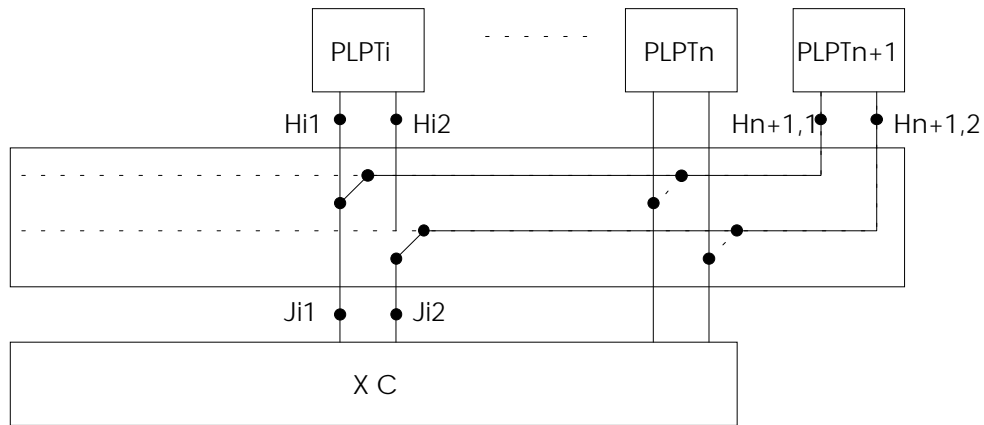 PLPTi
PLPTn
PLPTn+1
Hi1
Hi2
Hn+1,1
Hn+1,2
Ji1
Ji2
X C